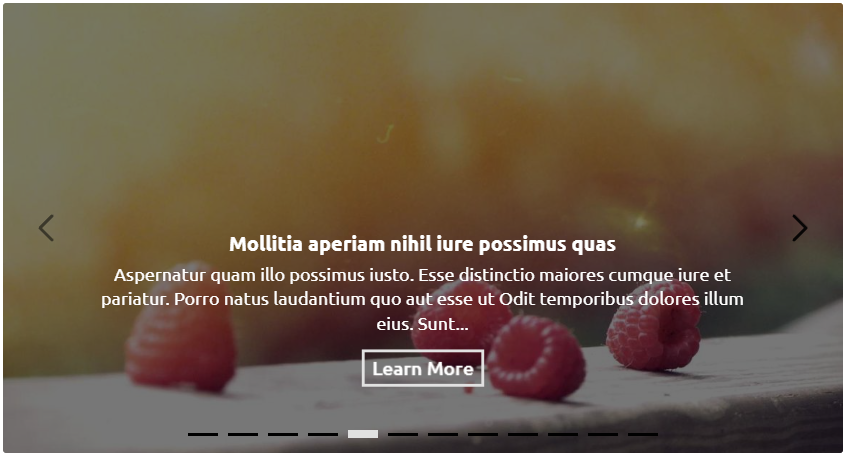 Mollitia aperiam nihil iure possimus quas
Aspernatur quam illo possimus iusto. Esse distinctio maiores cumque iure et
pariatur. Porro natus laudantium quo aut esse ut Odit temporibus dolores illum
eius. Sunt...
Learn More